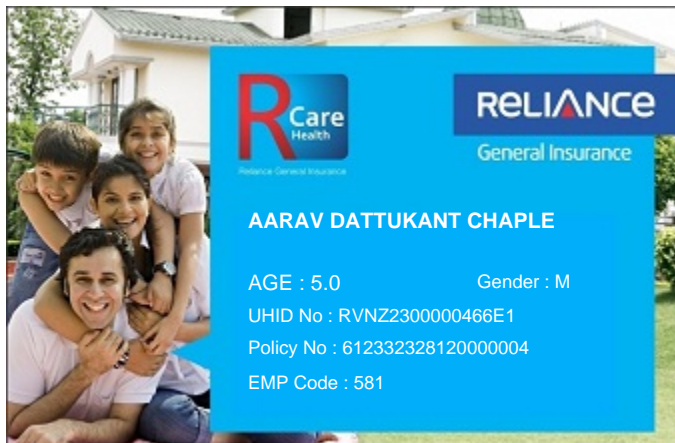 R Care
Health
Reliance General Insurance
RELIANCE
General Insurance
AARAV DATTUKANT CHAPLE
AGE : 5.0 Gender : M
UHID No : RVNZ2300000466E1
Policy No : 612332328120000004
EMP Code : 581